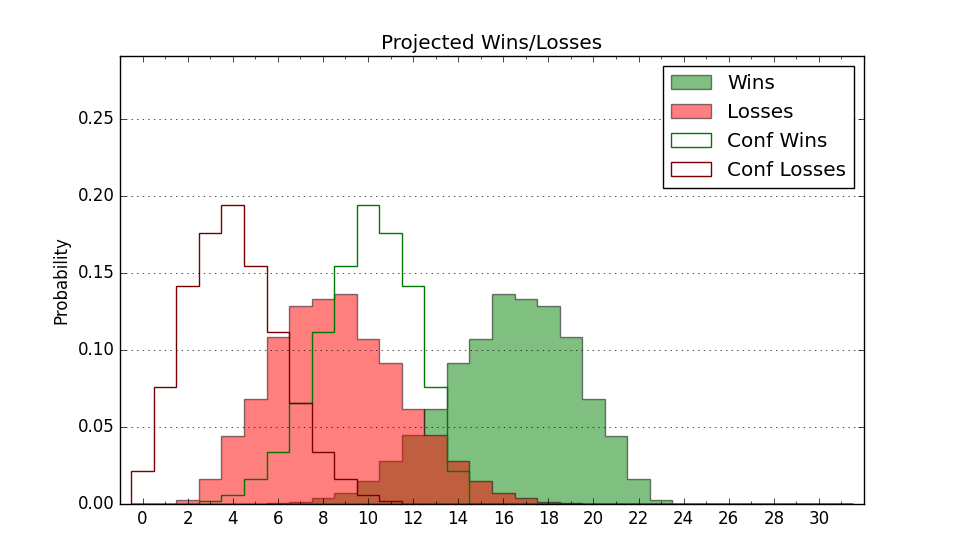 Projected Wins/Losses
Wins
Losses
Conf Wins
Conf Losses
Probability
0.25
0.20
0.15
0.10
0.05
0.00
0 2 4 6 8 10 12 14 16 18 20 22 24 26 28 30